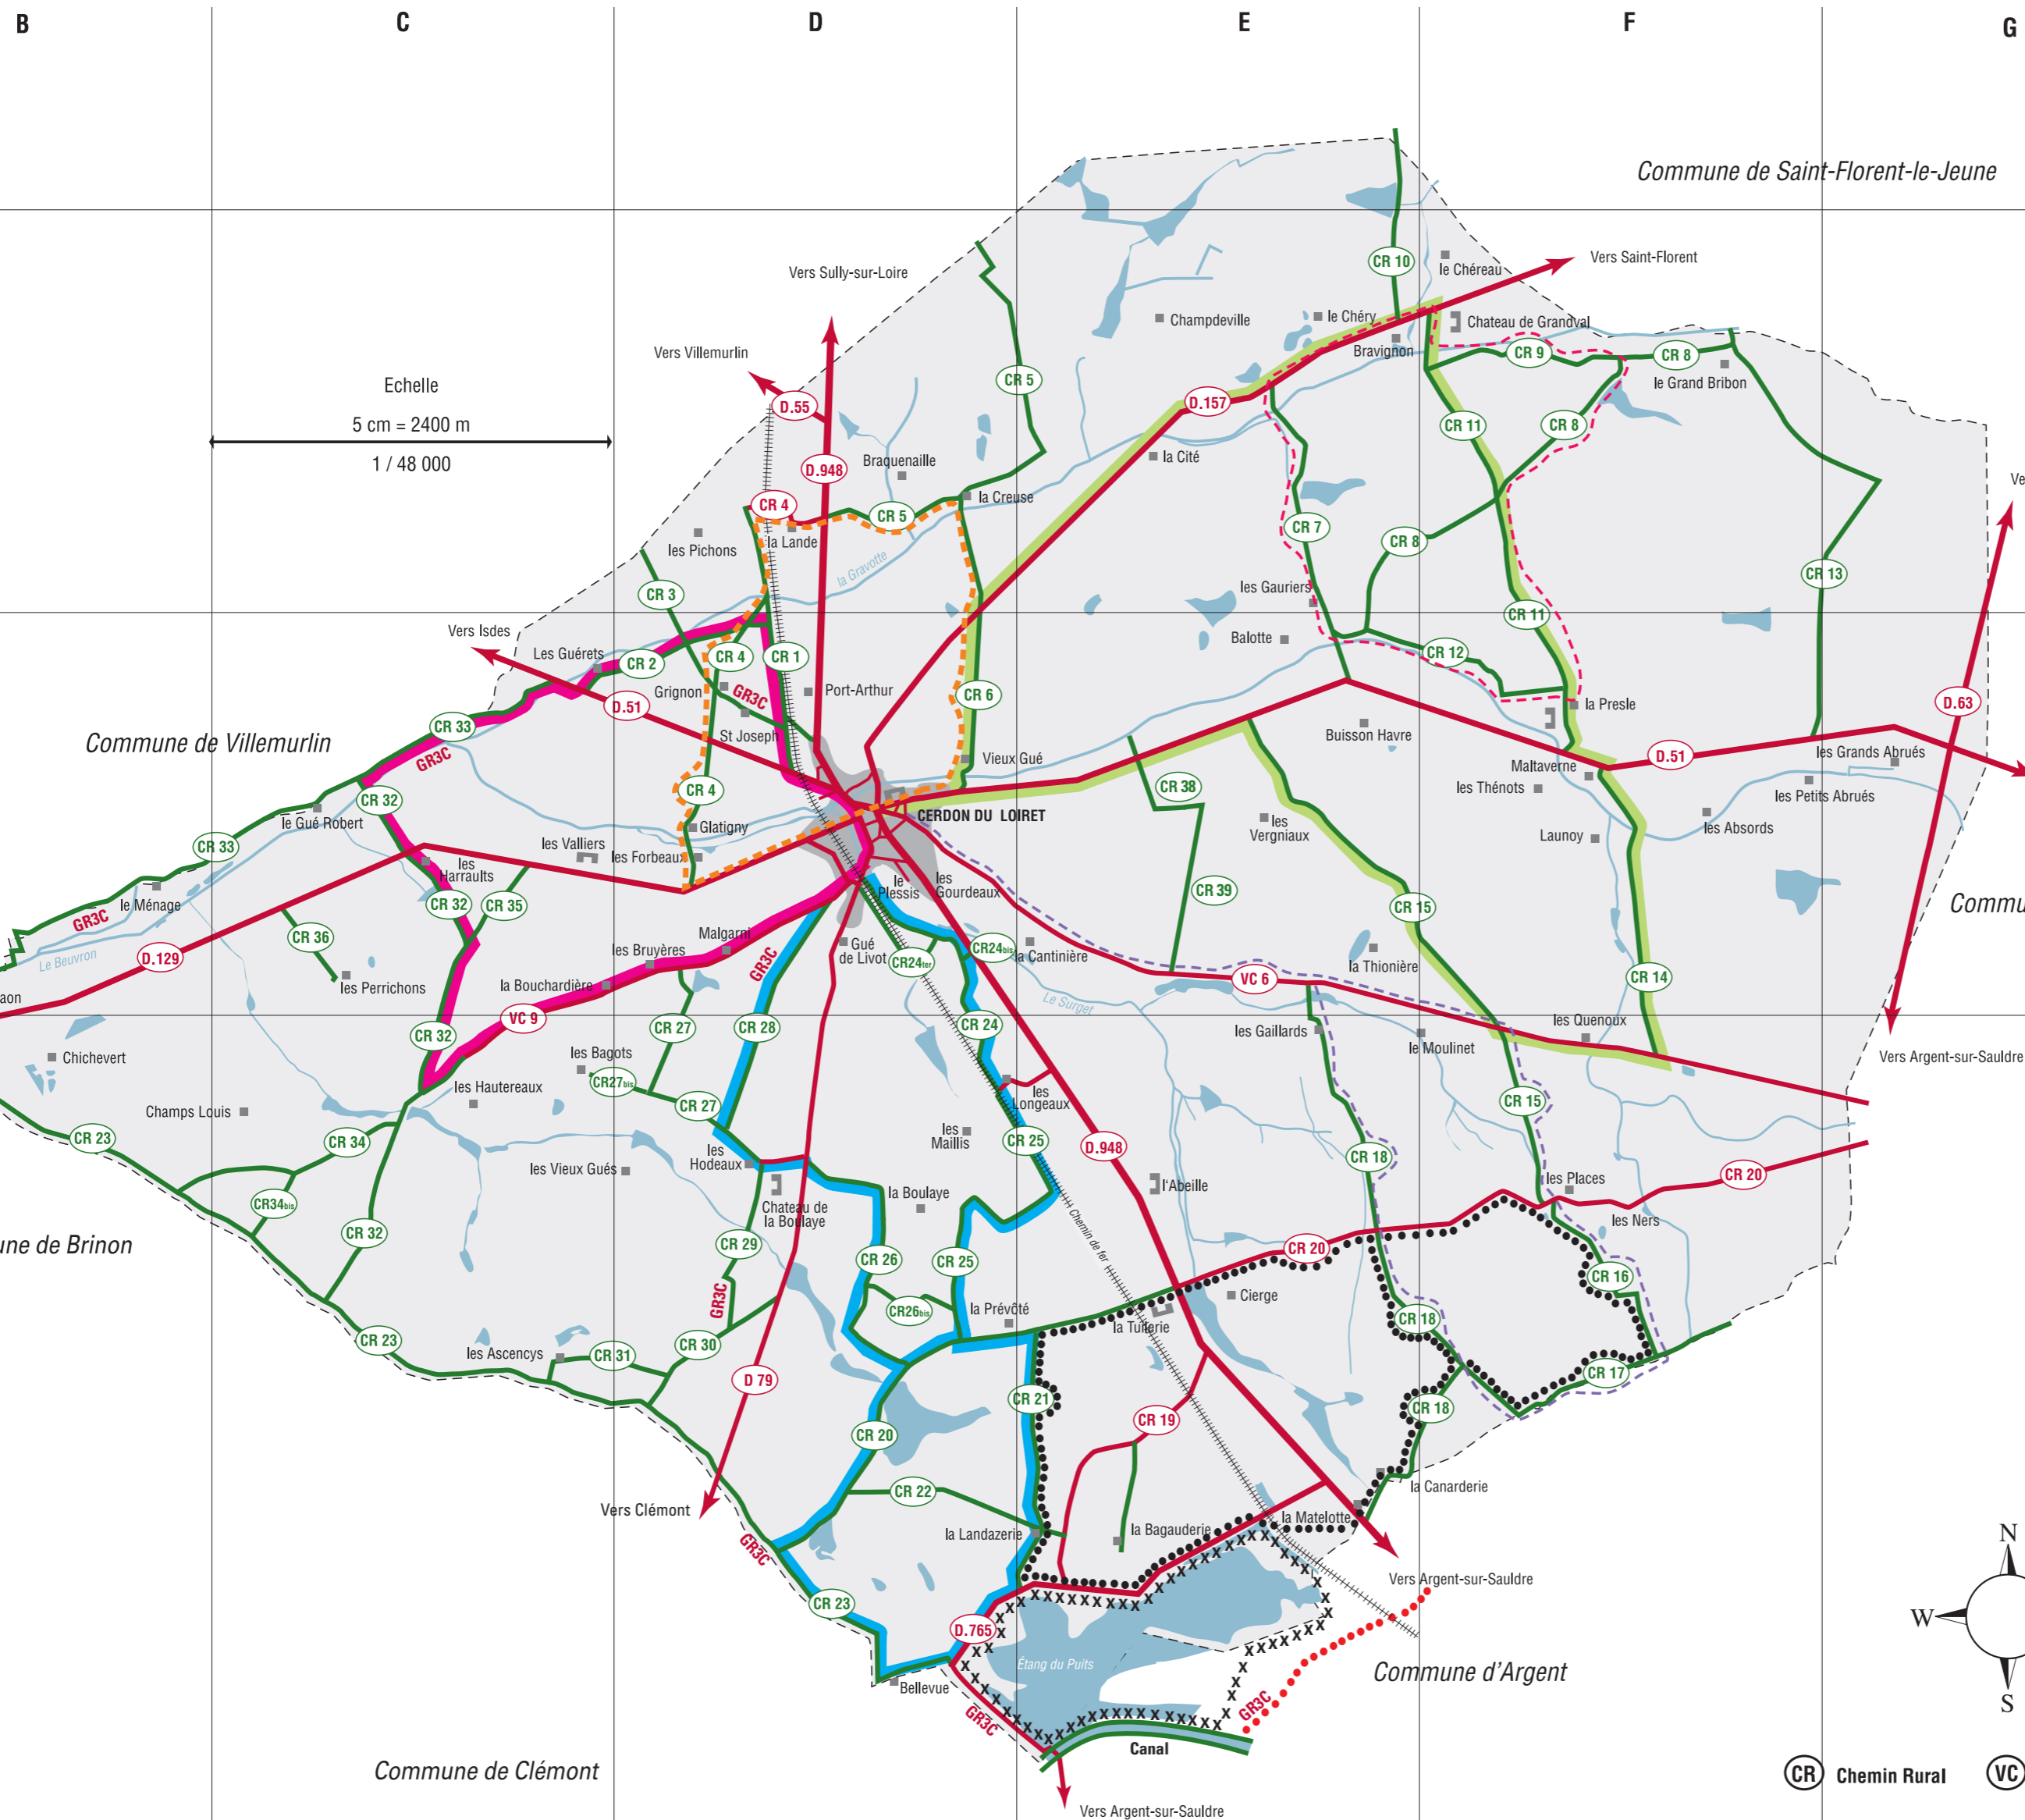 B
C
D
E
F
G
Commune de Saint-Florent-le-Jeune
Vers Sully-sur-Loire
CR 10
le Chéreau
Vers Saint-Florent
Champdeville
le Chéry
Chateau de Grandval
Bravignon
CR 9
CR 8
le Grand Bribon
Vers Villemurlin
CR 5
Echelle
5 cm = 2400 m
1 / 48 000
D.55
D.157
CR 11
CR 8
D.948
Braquenaille
la Cité
la Creuse
CR 4
CR 5
la Lande
les Pichons
la Gravotte
CR 7
CR 8
CR 3
les Gauriers
CR 13
CR 11
Vers Isdes
Les Guérets
CR 2
CR 4
CR 1
Balotte
CR 12
Grignon
GR3C
Port-Arthur
CR 6
la Presle
D.63
D.51
St Joseph
CR 33
GR3C
Commune de Villemurlin
Buisson Havre
D.51
les Grands Abrués
Vieux Gué
Maltaverne
les Thénots
les Petits Abrués
CR 4
CR 38
CR 32
le Gué Robert
CERDON DU LOIRET
les
Vergniaux
les Absords
Launoy
Glatigny
les Valliers
les Forbeaux
CR 33
les
Harraults
le
Plessis
les
Gourdeaux
CR 39
le Ménage
CR 32
CR 35
CR 15
GR3C
Commu
CR 36
Malgarni
les Bruyères
Gué
de Livot
CR24bis
la Cantinière
CR24ter
D.129
Le Beuvron
la Thionière
GR3C
VC 6
CR 14
les Perrichons
la Bouchardière
aon
Le Surget
VC 9
CR 27
CR 28
CR 24
les Gaillards
les Quenoux
CR 32
le Moulinet
Chichevert
les Bagots
Vers Argent-sur-Sauldre
CR27bis
les Hautereaux
les
Longeaux
CR 27
CR 15
Champs Louis
CR 23
CR 34
les
Maillis
CR 25
D.948
les
Hodeaux
CR 18
les Vieux Gués
les Places
CR 20
l'Abeille
la Boulaye
CR34bis
Chateau de
la Boulaye
les Ners
Chemin de fer
CR 32
une de Brinon
CR 29
CR 20
CR 26
CR 25
CR 16
GR3C
CR26bis
Cierge
la Prévôté
la Tuilerie
CR 18
CR 23
CR 30
les Ascencys
CR 31
CR 17
D 79
CR 21
CR 18
CR 19
CR 20
la Canarderie
CR 22
Vers Clémont
la Landazerie
la Bagauderie
la Matelotte
GR3C
Vers Argent-sur-Sauldre
CR 23
D.765
Étang du Puits
Commune d'Argent
Bellevue
GR3C
GR3C
Canal
Commune de Clémont
Vers Argent-sur-Sauldre
N
W
S
CR Chemin Rural
VC
Ve